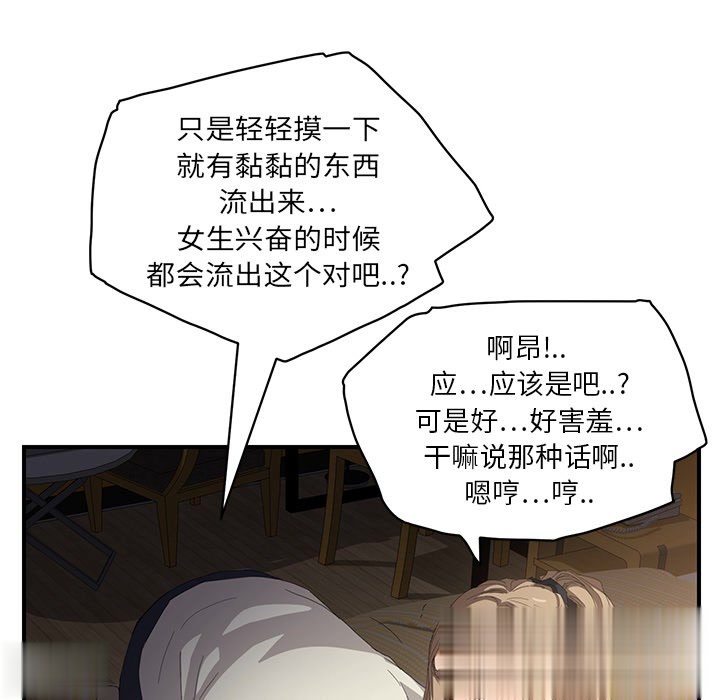 只是轻轻摸一下
就有黏黏的东西
流出来...
女生兴奋的时候
都会流出这个对吧..?
啊昂!..
应...应该是吧..?
可是好...好害羞...
干嘛说那种话啊..
嗯哼...哼..